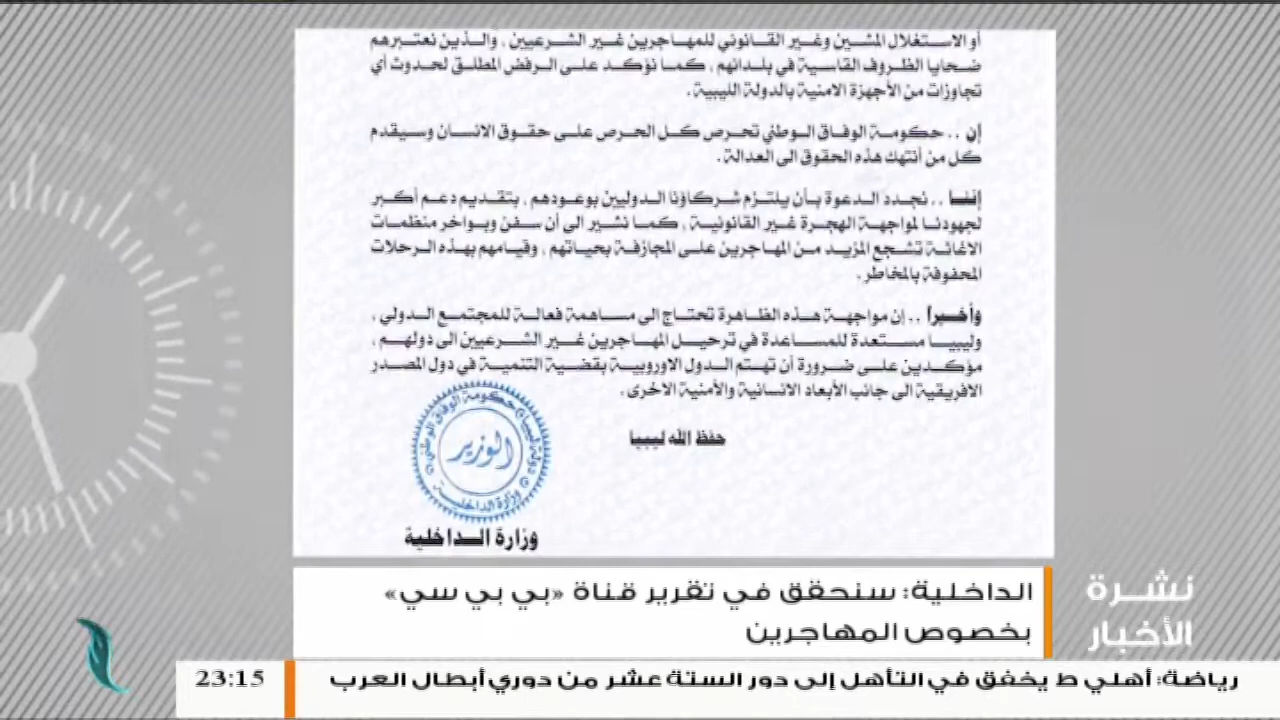 أو الاستغلال المشين وغير القانوني للمهاجرين غير الشرعيين ، والذين نعتبرهم
ضحايا الظروف القاسية في بلدانهم ، كما نؤكد على الرفض المطلق لحدوث أي
تجاوزات من الأجهزة الامنية بالدولة الليبية .
إن .. حكومة الوفاق الوطني تحرص كل الحرص على حقوق الانسان وسيقدم
كل من أنتهك هذه الحقوق الى العدالة .
إننا .. نجدد الدعوة بأن يلتزم شركاؤنا الدوليين بوعودهم ، بتقديم دعم أكبر
لجهودنا لمواجهة الهجرة غير القانونية ، كما نشير الى أن سفن وبواخر منظمات
الاغاثة تشجع المزيد من المهاجرين على المجازفة بحياتهم ، وقيامهم بهذه الرحلات
المحفوفة بالمخاطر .
وأخيراً .. إن مواجهة هذه الظاهرة تحتاج الى مساهمة فعالة للمجتمع الدولي ،
وليبيا مستعدة للمساعدة في ترحيل المهاجرين غير الشرعيين الى دولهم ،
مؤكدين على ضرورة أن تهتم الدول الاوروبية بقضية التنمية في دول المصدر
الافريقية الى جانب الأبعاد الانسانية والأمنية الاخرى .
حفظ الله ليبيا
دولة ليبيا
حكومة الوفاق الوطني
الوزير
وزارة الداخلية
وزارة الداخلية
الداخلية: سنحقق في تقرير قناة «بي بي سي»
بخصوص المهاجرين
نشرة
الأخبار
رياضة: أهلي ط يخفق في التأهل إلى دور الستة عشر من دوري أبطال العرب
23:15